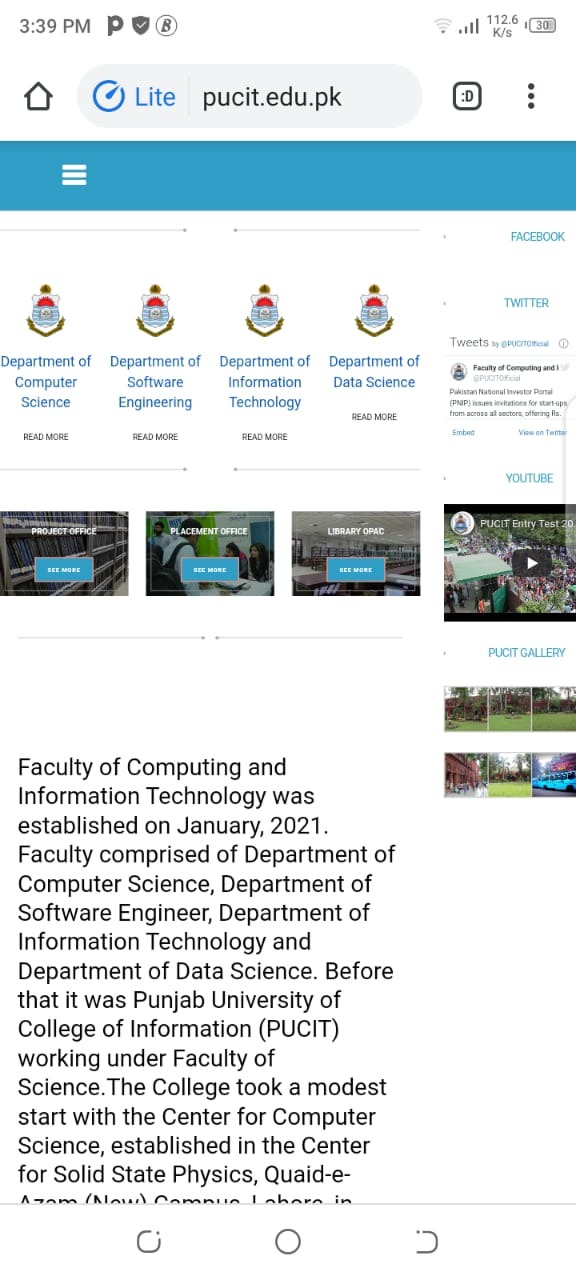 3:39 PM
112.6
K/s
30
Lite
pucit.edu.pk
:D
Department of
Computer
Science
READ MORE
Department of
Software
Engineering
READ MORE
Department of
Information
Technology
READ MORE
Department of
Data Science
READ MORE
PROJECT OFFICE
SEE MORE
PLACEMENT OFFICE
SEE MORE
LIBRARY OPAC
SEE MORE
Faculty of Computing and
Information Technology was
established on January, 2021.
Faculty comprised of Department of
Computer Science, Department of
Software Engineer, Department of
Information Technology and
Department of Data Science. Before
that it was Punjab University of
College of Information (PUCIT)
working under Faculty of
Science.The College took a modest
start with the Center for Computer
Science, established in the Center
for Solid State Physics, Quaid-e-
Azam (New) Campus, Lahore, in
FACEBOOK
TWITTER
Tweets by @PUCITOfficial
Faculty of Computing and I
@PUCITOfficial
Pakistan National Investor Portal
(PNIP) issues invitations for start-ups
from across all sectors, offering Rs.
Embed
View on Twitter
YOUTUBE
PUCIT Entry Test 20
PUCIT GALLERY